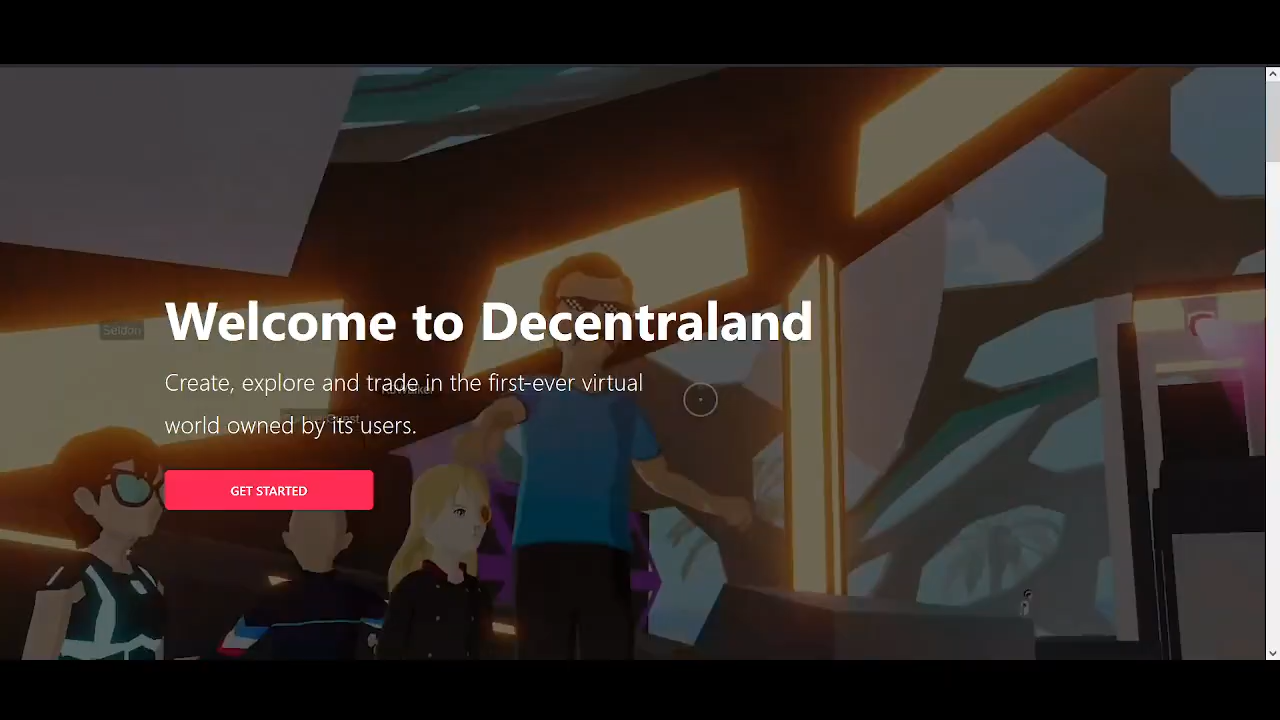 Welcome to Decentraland
Seldon
Create, explore and trade in the first-ever virtual
world owned by its users.
GET STARTED